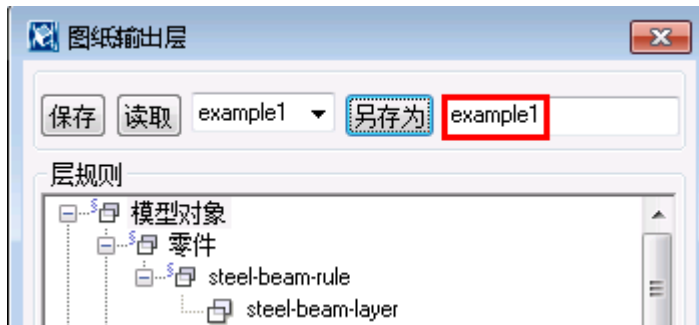 图纸输出层
保存 读取 example1 另存为 example1
层规则
模型对象
零件
steel-beam-rule
steel-beam-layer